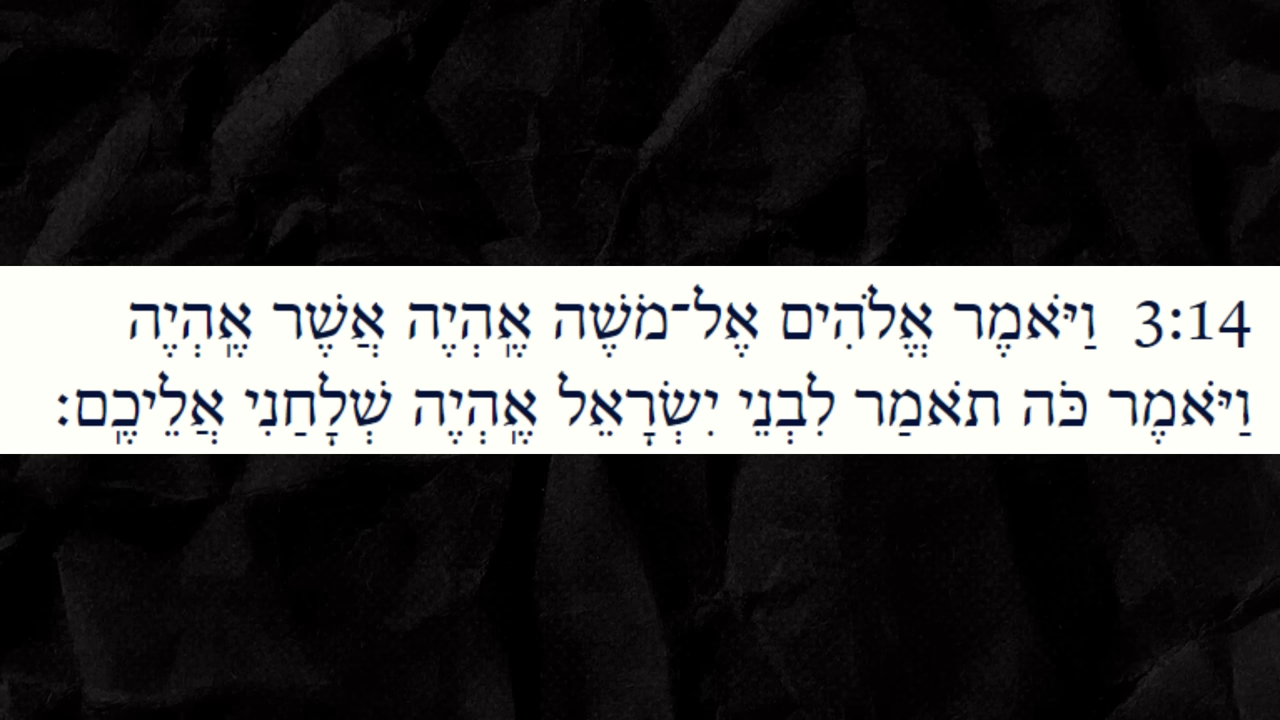 3:14 וַיֹּאמֶר אֱלֹהִים אֶל־מֹשֶׁה אֶֽהְיֶה אֲשֶׁר אֶֽהְיֶה
וַיֹּאמֶר כֹּה תֹאמַר לִבְנֵי יִשְׂרָאֵל אֶֽהְיֶה שְׁלָחַנִי אֲלֵיכֶֽם׃